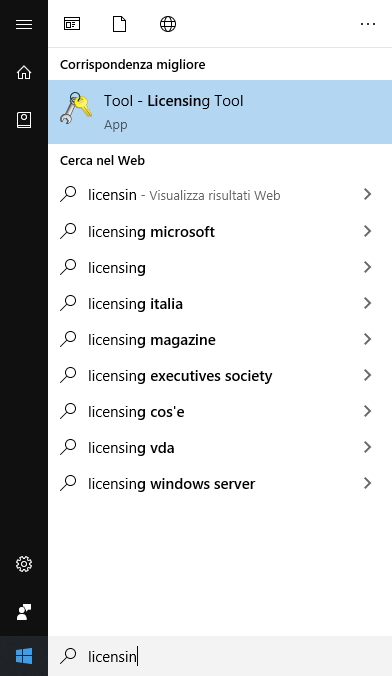 Corrispondenza migliore
Tool - Licensing Tool
App
Cerca nel Web
licensin - Visualizza risultati Web
licensing microsoft
licensing
licensing italia
licensing magazine
licensing executives society
licensing cos'e
licensing vda
licensing windows server
licensin